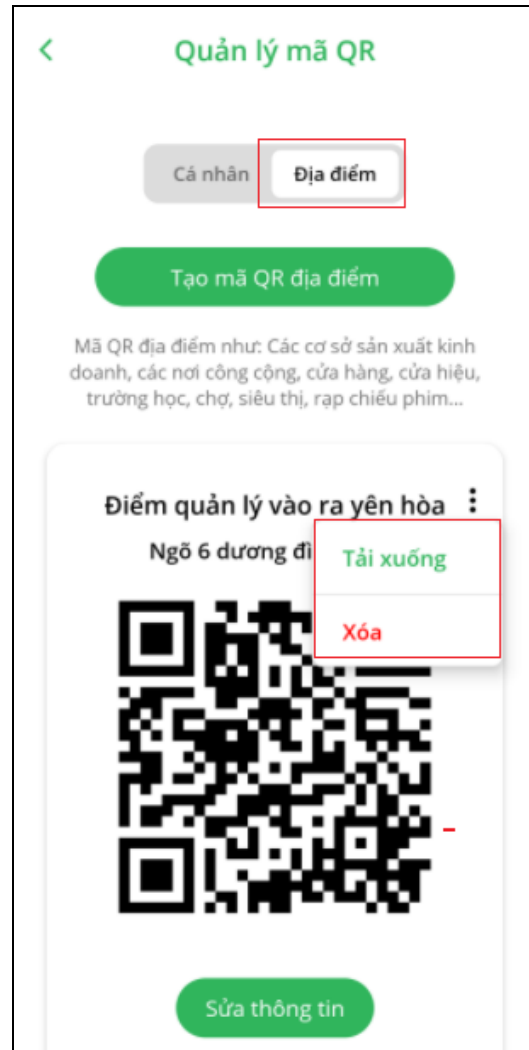 Quản lý mã QR
Cá nhân
Địa điểm
Tạo mã QR địa điểm
Mã QR địa điểm như: Các cơ sở sản xuất kinh
doanh, các nơi công cộng, cửa hàng, cửa hiệu,
trường học, chợ, siêu thị, rạp chiếu phim...
Điểm quản lý vào ra yên hòa
Ngõ 6 dương
Tải xuống
Xóa
Sửa thông tin